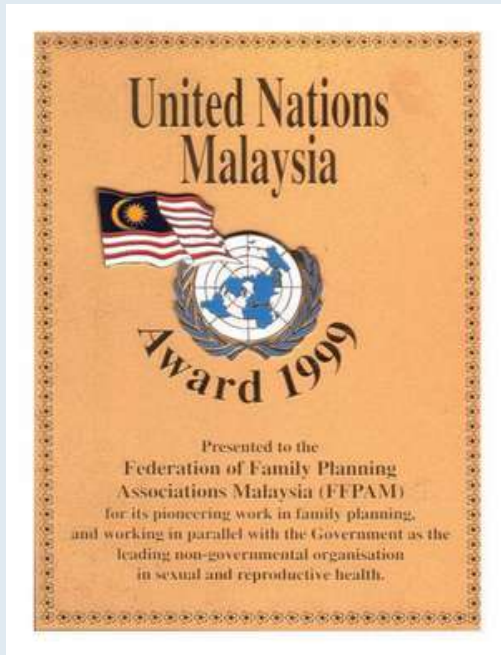 United Nations
Malaysia
Award 1999
Presented to the
Federation of Family Planning
Associations Malaysia (FFPAM)
for its pioneering work in family planning,
and working in parallel with the Government as the
leading non-governmental organisation
in sexual and reproductive health.